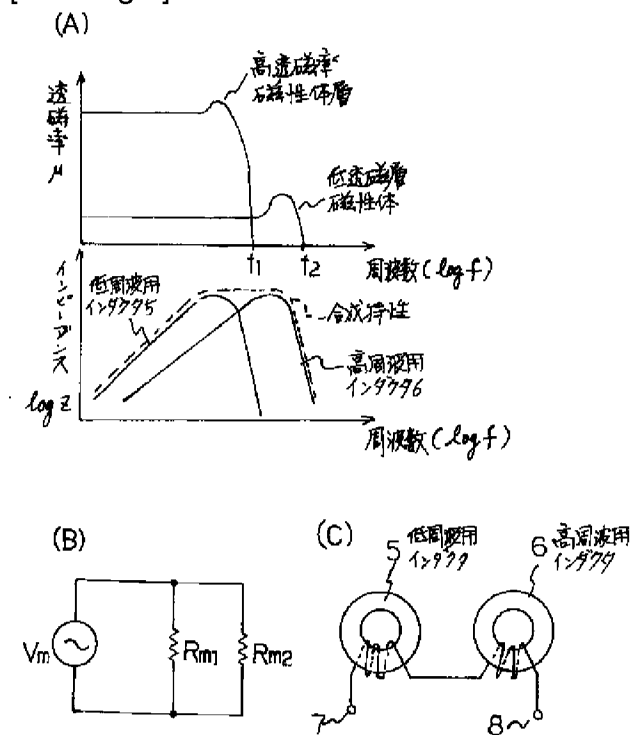 (A)
高透磁率
磁性体層
透磁率 μ
低透磁層
磁性体
f1
f2
周波数(log f)
インピーダンス
log Z
低周波用
インダクタ5
合成特性
高周波用
インダクタ6
周波数(log f)
(B)
Vm
Rm1
Rm2
(C)
5
低周波用
インダクタ
6
高周波用
インダクタ
7
8